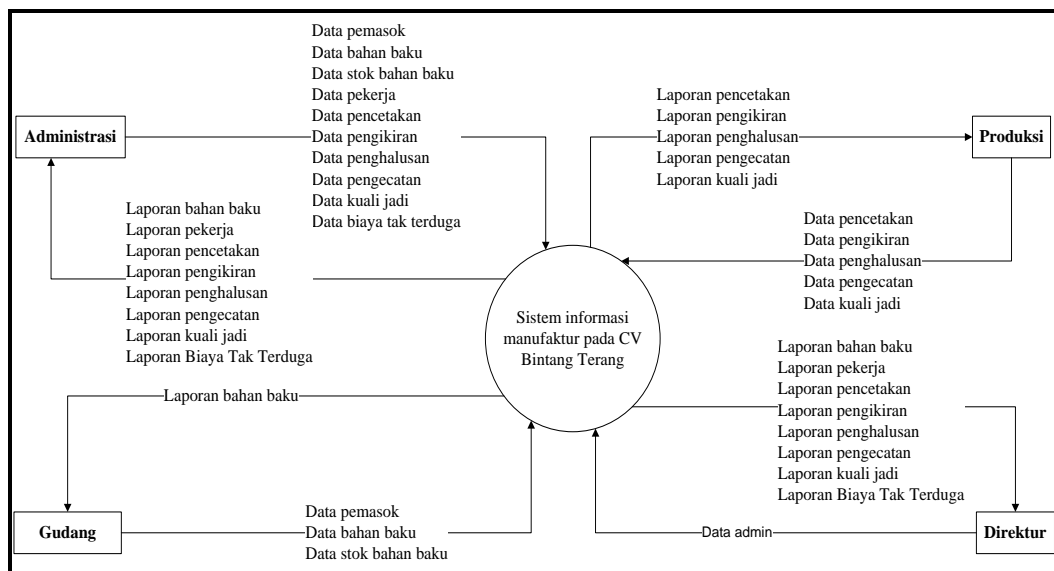 Data pemasok
Data bahan baku
Data stok bahan baku
Data pekerja
Data pencetakan
Data pengikiran
Data penghalusan
Data pengecatan
Data kuali jadi
Data biaya tak terduga
Administrasi
Laporan pencetakan
Laporan pengikiran
Laporan penghalusan
Laporan pengecatan
Laporan kuali jadi
Produksi
Laporan bahan baku
Laporan pekerja
Laporan pencetakan
Laporan pengikiran
Laporan penghalusan
Laporan pengecatan
Laporan kuali jadi
Laporan Biaya Tak Terduga
Data pencetakan
Data pengikiran
Data penghalusan
Data pengecatan
Data kuali jadi
Sistem informasi
manufaktur pada CV
Bintang Terang
Laporan bahan baku
Laporan bahan baku
Laporan pekerja
Laporan pencetakan
Laporan pengikiran
Laporan penghalusan
Laporan pengecatan
Laporan kuali jadi
Laporan Biaya Tak Terduga
Gudang
Data pemasok
Data bahan baku
Data stok bahan baku
Data admin
Direktur